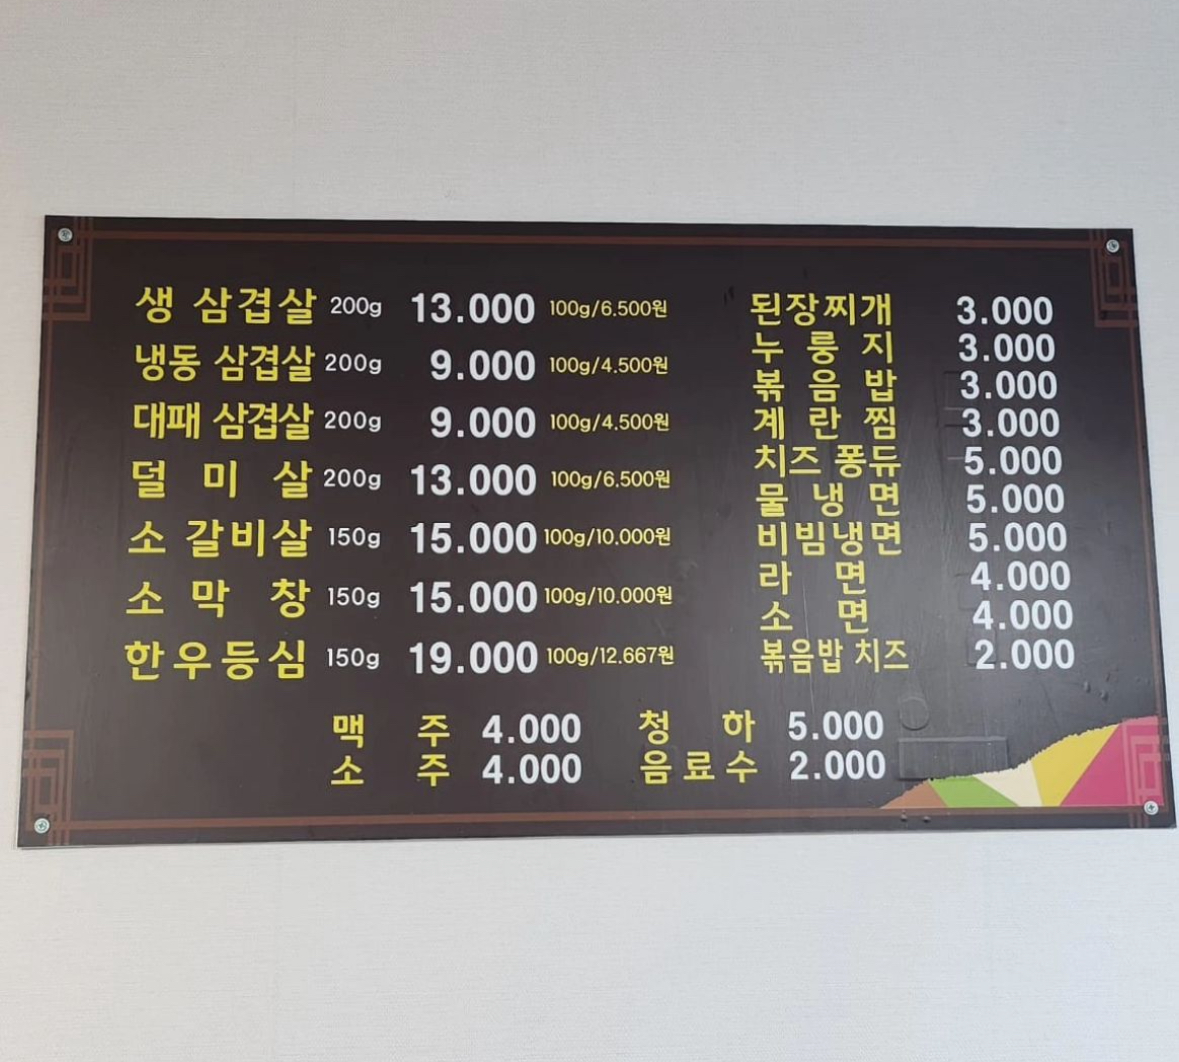 생 삼겹살 200g 13.000 100g/6.500원
냉동 삼겹살 200g 9.000 100g/4.500원
대패 삼겹살 200g 9.000 100g/4.500원
덜 미 살 200g 13.000 100g/6.500원
소 갈비살 150g 15.000 100g/10.000원
소 막 창 150g 15.000 100g/10.000원
한우등심 150g 19.000 100g/12.667원
된장찌개 3.000
누 룽 지 3.000
볶 음 밥 3.000
계 란 찜 3.000
치즈 퐁듀 5.000
물 냉 면 5.000
비빔냉면 5.000
라 면 4.000
소 면 4.000
볶음밥 치즈 2.000
맥 주 4.000 청 하 5.000
소 주 4.000 음료수 2.000